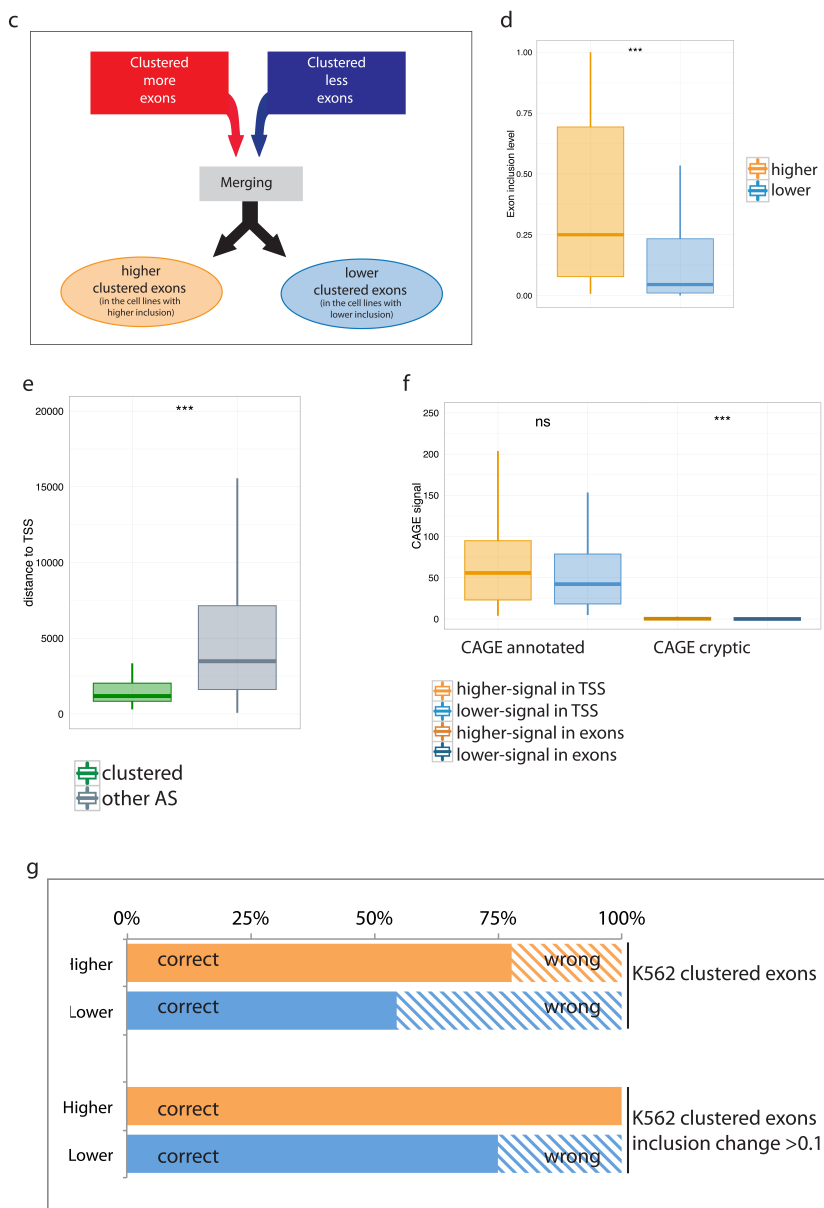 c
Clustered
more
exons
Clustered
less
exons
Merging
higher
clustered exons
(in the cell lines with
higher inclusion)
lower
clustered exons
(in the cell lines with
lower inclusion)
d
***
Exon inclusion level
1.00
0.75
0.50
0.25
0.00
higher
lower
e
***
distance to TSS
20000
15000
10000
5000
0
clustered
other AS
f
ns
***
CAGE signal
250
200
150
100
50
0
CAGE annotated
CAGE cryptic
higher-signal in TSS
lower-signal in TSS
higher-signal in exons
lower-signal in exons
g
0% 25% 50% 75% 100%
Higher correct wrong
Lower correct wrong
K562 clustered exons
Higher correct
Lower correct wrong
K562 clustered exons
inclusion change >0.1